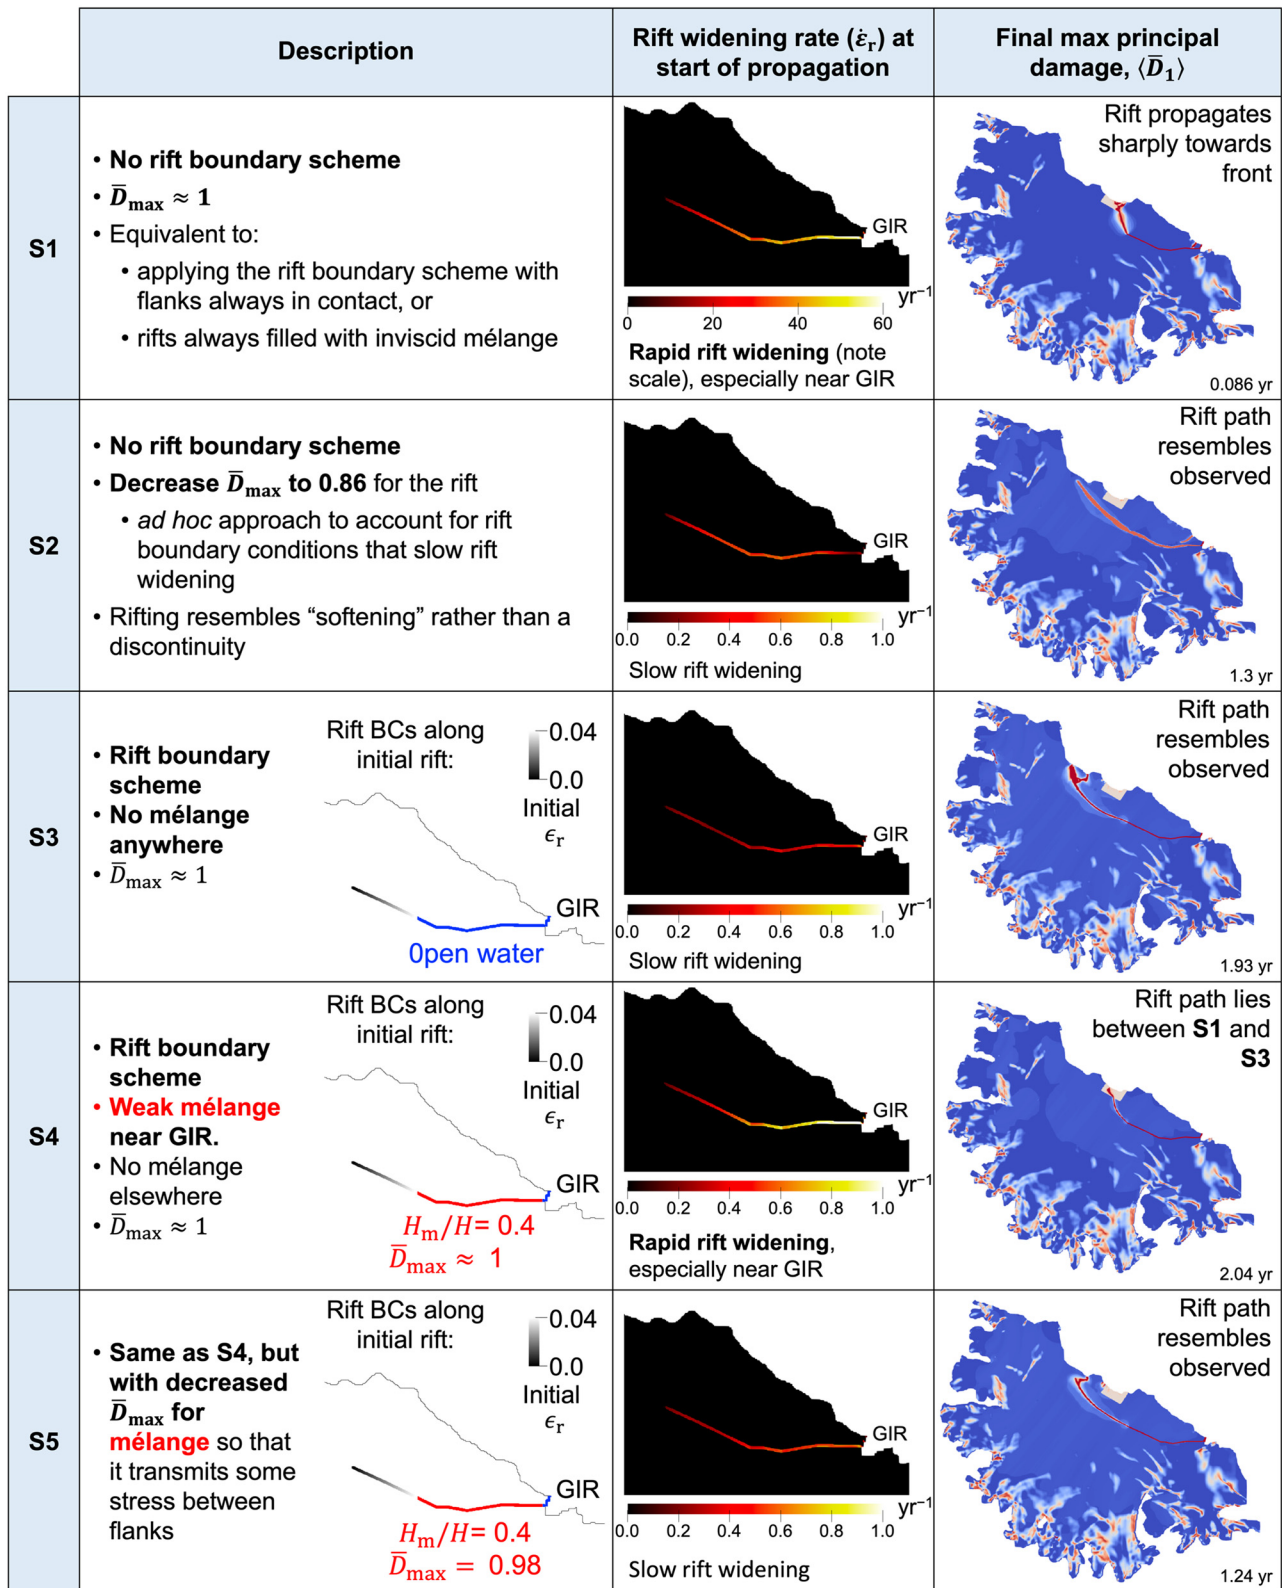 Description
Rift widening rate (ε̇r) at
start of propagation
Final max principal
damage, ⟨D̄1⟩
S1
• No rift boundary scheme
• D̄max ≈ 1
• Equivalent to:
• applying the rift boundary scheme with
flanks always in contact, or
• rifts always filled with inviscid mélange
GIR
yr−1
0 20 40 60
Rapid rift widening (note
scale), especially near GIR
Rift propagates
sharply towards
front
0.086 yr
S2
• No rift boundary scheme
• Decrease D̄max to 0.86 for the rift
• ad hoc approach to account for rift
boundary conditions that slow rift
widening
• Rifting resembles “softening” rather than a
discontinuity
GIR
yr−1
0.0 0.2 0.4 0.6 0.8 1.0
Slow rift widening
Rift path
resembles
observed
1.3 yr
S3
• Rift boundary
scheme
• No mélange
anywhere
• D̄max ≈ 1
Rift BCs along
initial rift:
0.04
0.0
Initial
ϵr
GIR
0pen water
GIR
yr−1
0.0 0.2 0.4 0.6 0.8 1.0
Slow rift widening
Rift path
resembles
observed
1.93 yr
S4
• Rift boundary
scheme
• Weak mélange
near GIR.
• No mélange
elsewhere
• D̄max ≈ 1
Rift BCs along
initial rift:
0.04
0.0
Initial
ϵr
GIR
Hm/H= 0.4
D̄max ≈ 1
GIR
yr−1
0.0 0.2 0.4 0.6 0.8 1.0
Rapid rift widening,
especially near GIR
Rift path lies
between S1 and
S3
2.04 yr
S5
• Same as S4, but
with decreased
D̄max for
mélange so that
it transmits some
stress between
flanks
Rift BCs along
initial rift:
0.04
0.0
Initial
ϵr
GIR
Hm/H= 0.4
D̄max = 0.98
GIR
yr−1
0.0 0.2 0.4 0.6 0.8 1.0
Slow rift widening
Rift path
resembles
observed
1.24 yr